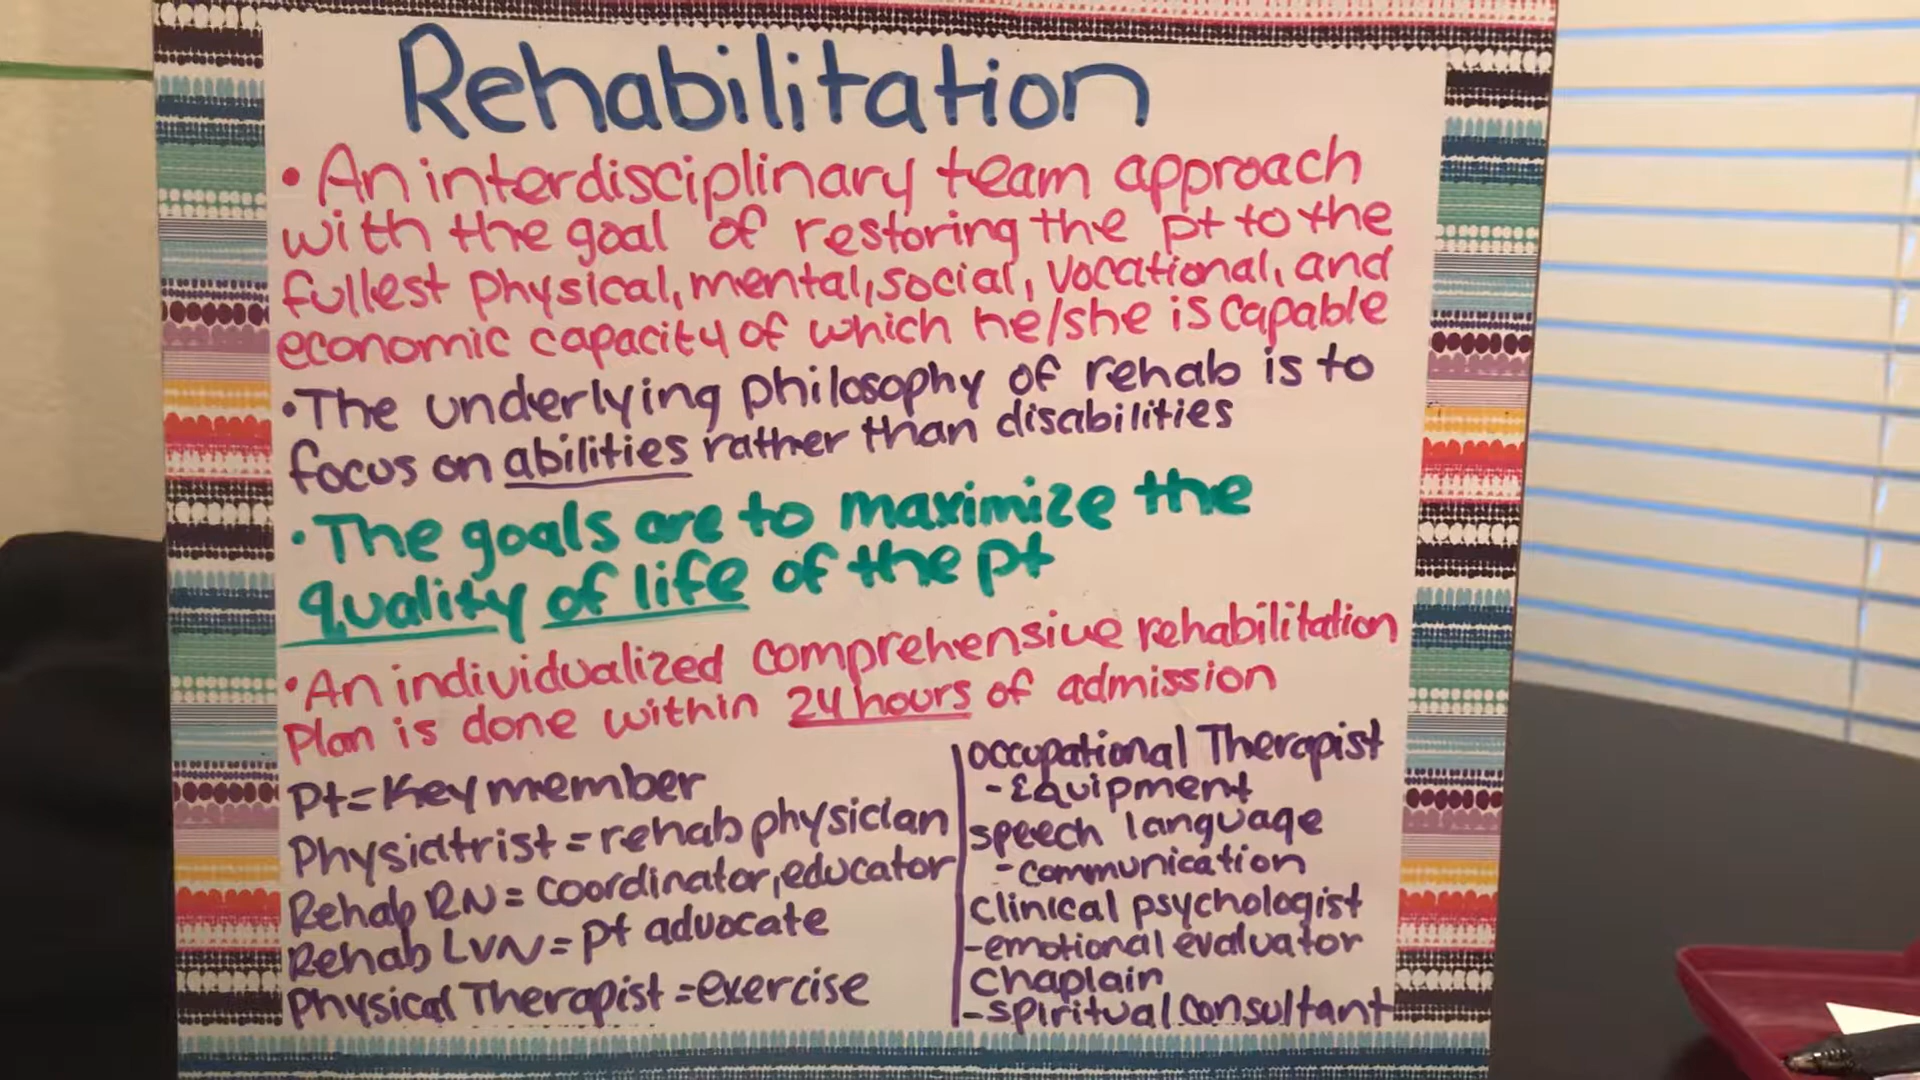 Rehabilitation
• An interdisciplinary team approach
with the goal of restoring the pt to the
fullest physical, mental, social, vocational, and
economic capacity of which he/she is capable
• The underlying philosophy of rehab is to
focus on abilities rather than disabilities
• The goals are to maximize the
quality of life of the pt
• An individualized comprehensive rehabilitation
plan is done within 24 hours of admission
Pt = Key member
Physiatrist = rehab physician
Rehab RN = coordinator, educator
Rehab LVN = pt advocate
Physical Therapist = exercise
occupational Therapist
- Equipment
speech language
- communication
clinical psychologist
- emotional evaluator
chaplain
- spiritual consultant